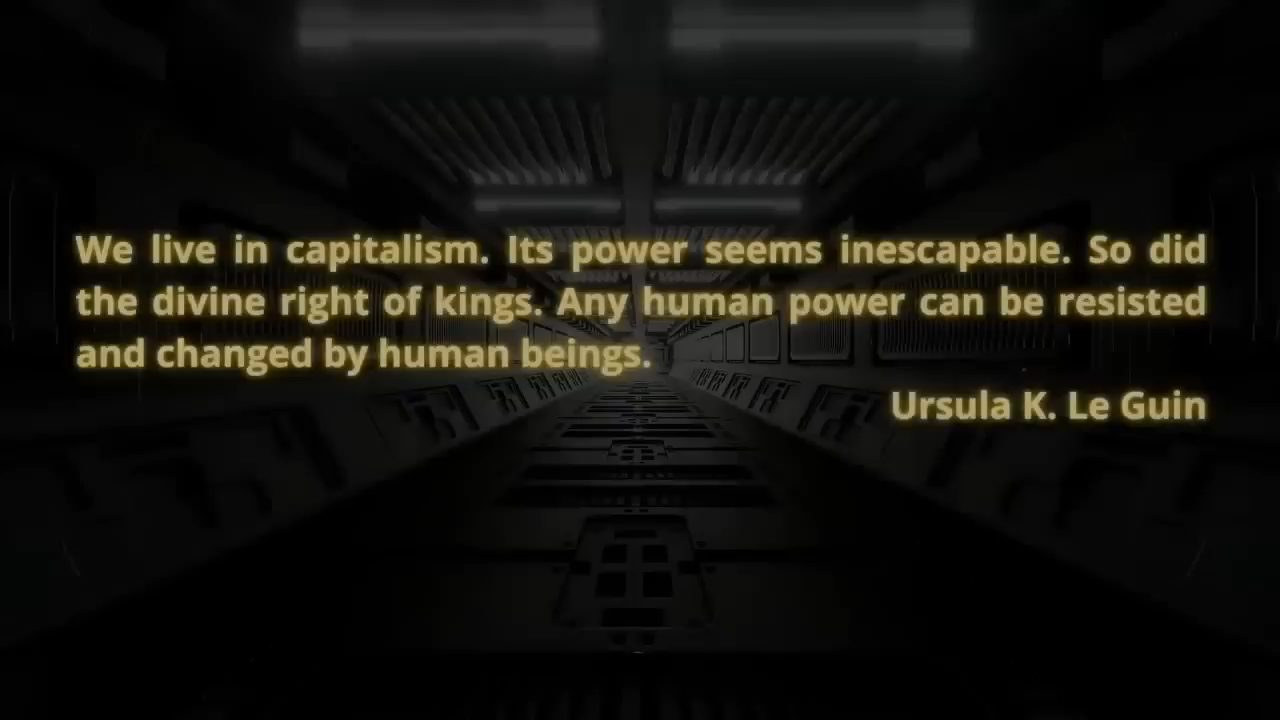 We live in capitalism. Its power seems inescapable. So did
the divine right of kings. Any human power can be resisted
and changed by human beings.
Ursula K. Le Guin